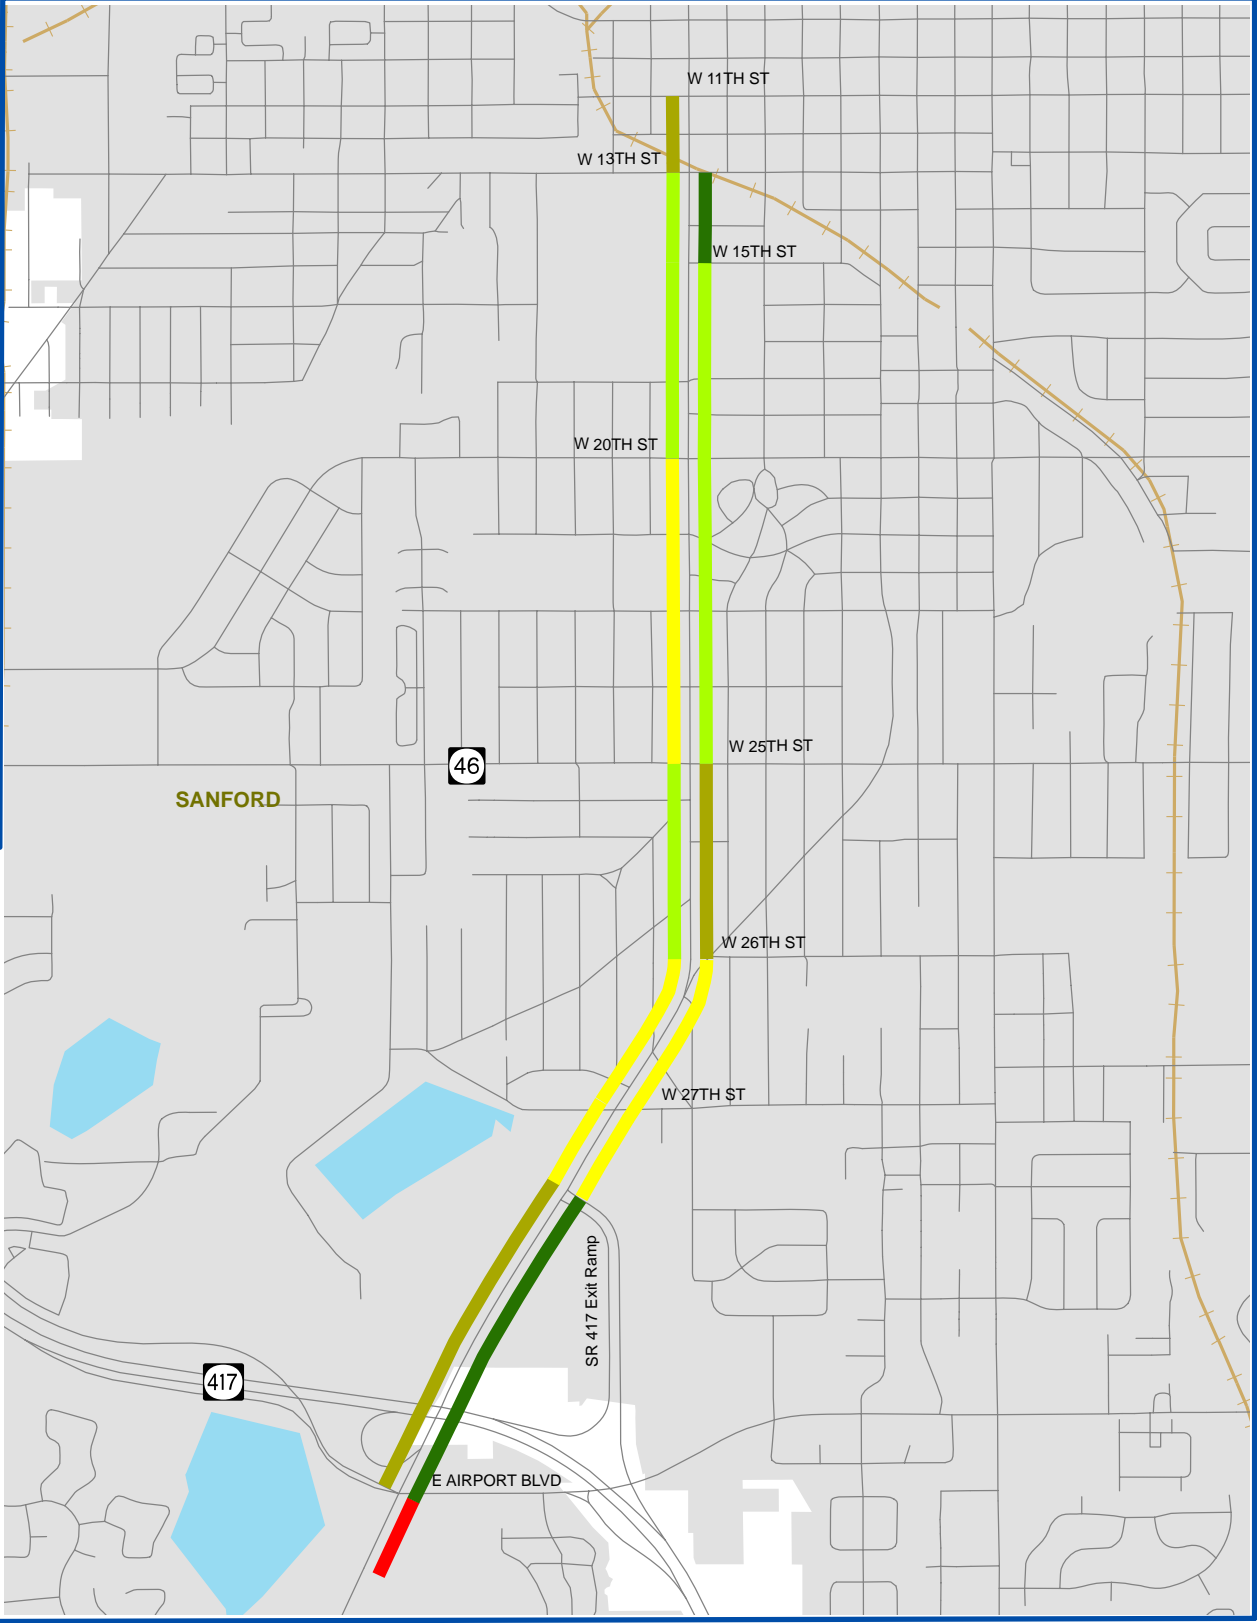 W 11TH ST
W 13TH ST
W 15TH ST
W 20TH ST
W 25TH ST
46
SANFORD
W 26TH ST
W 27TH ST
SR 417 Exit Ramp
417
E AIRPORT BLVD